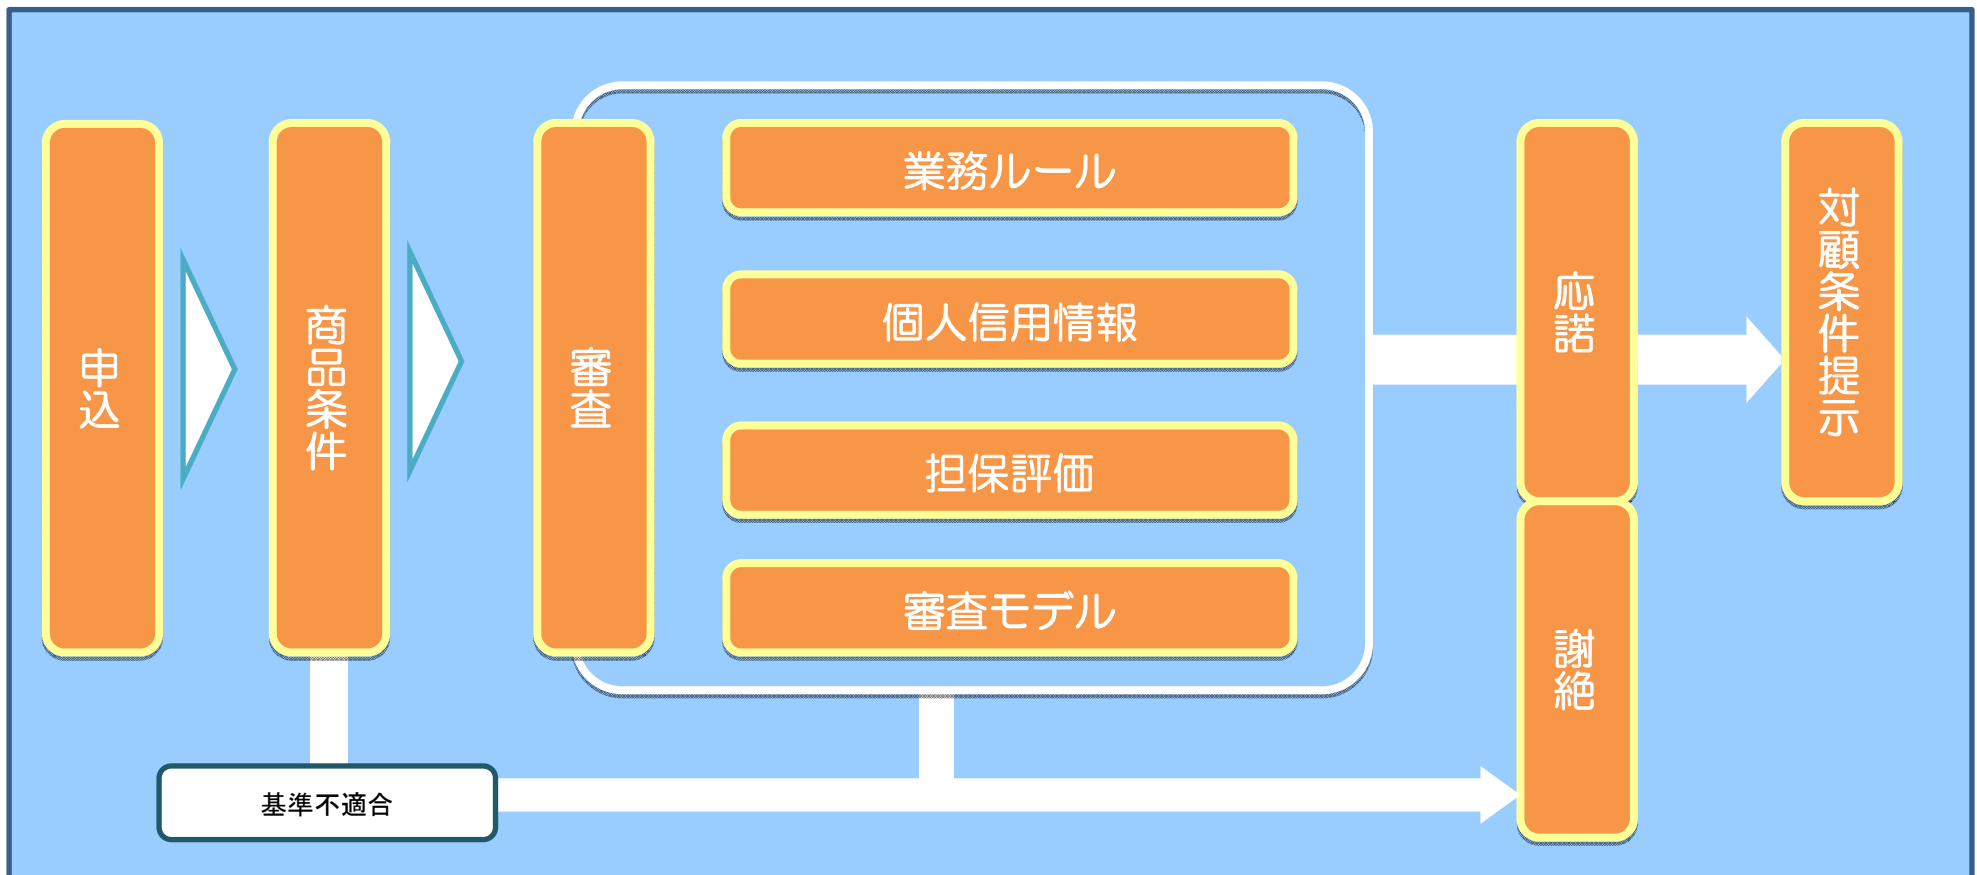 申込
商品条件
審査
業務ルール
個人信用情報
担保評価
審査モデル
応諾
謝絶
対顧条件提示
基準不適合